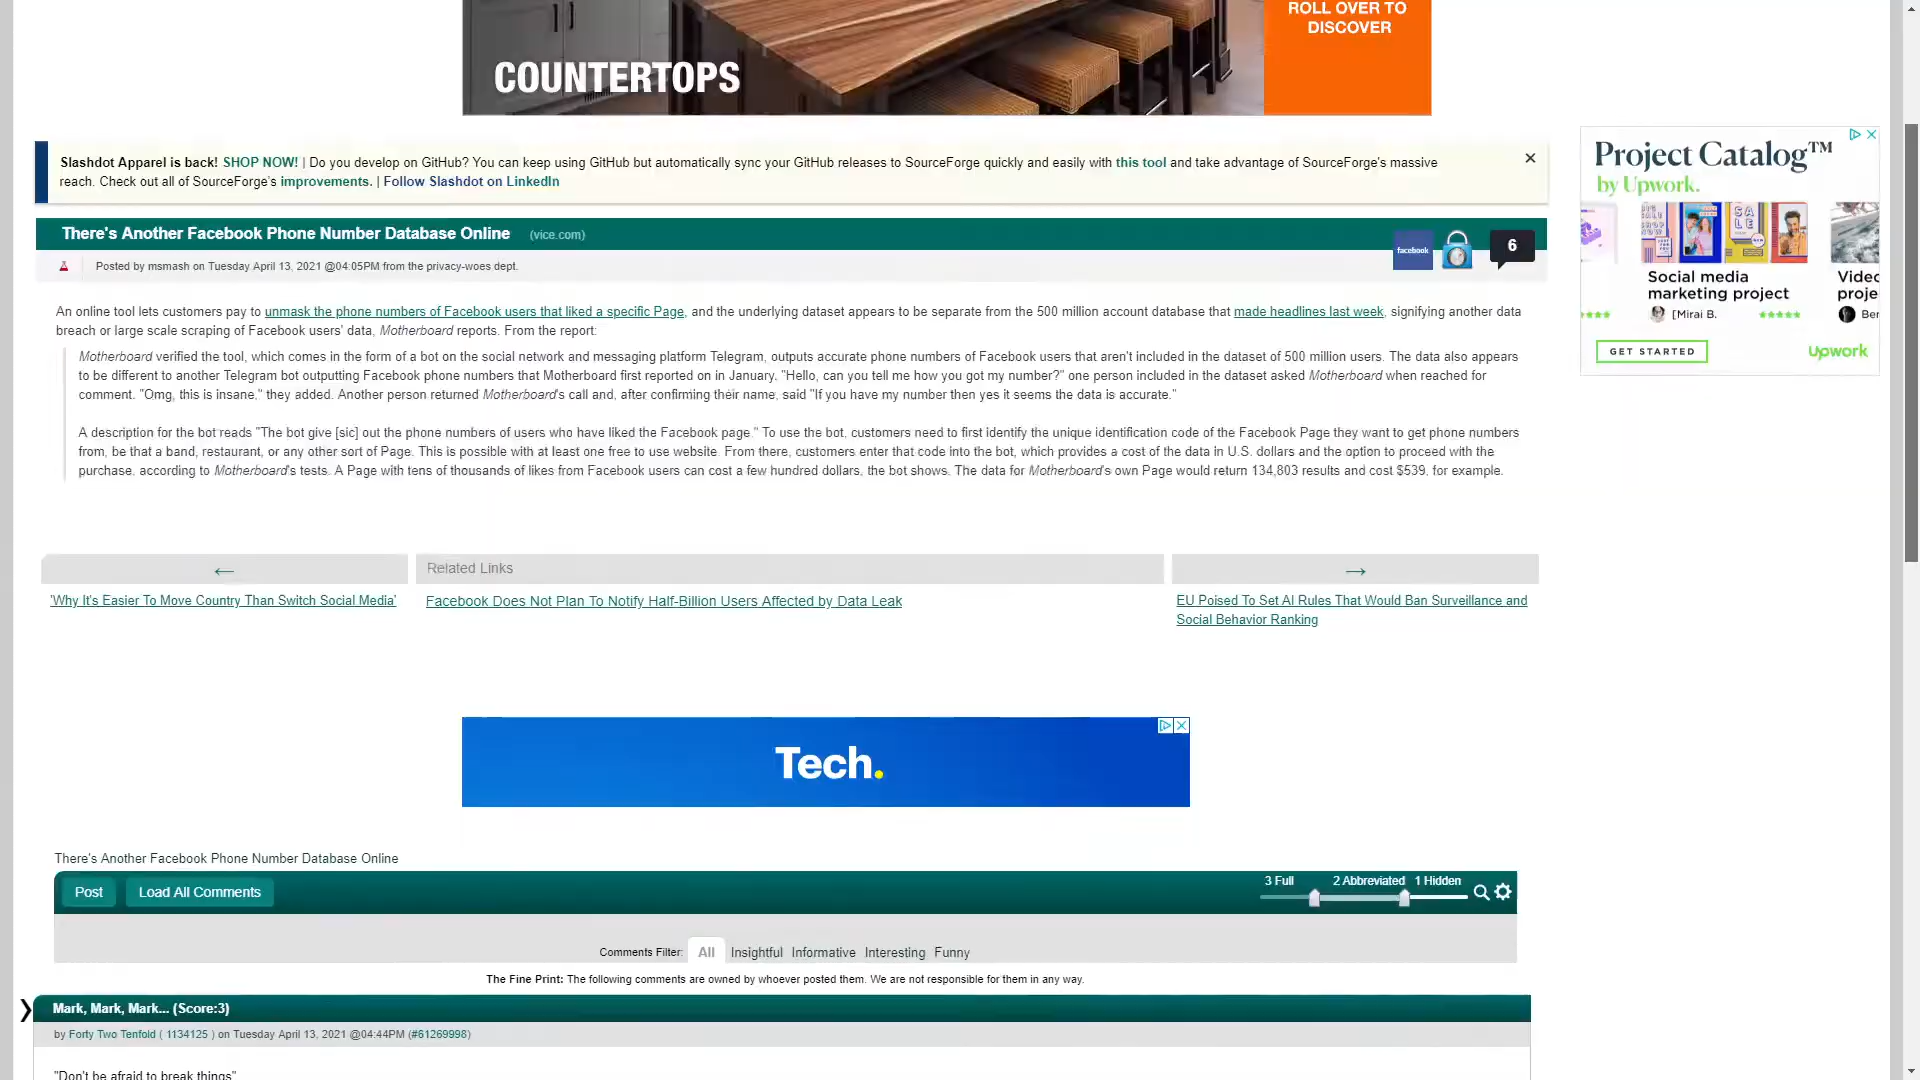 ROLL OVER TO
DISCOVER
COUNTERTOPS
Slashdot Apparel is back! SHOP NOW! | Do you develop on GitHub? You can keep using GitHub but automatically sync your GitHub releases to SourceForge quickly and easily with this tool and take advantage of SourceForge's massive
reach. Check out all of SourceForge's improvements. | Follow Slashdot on LinkedIn
Project Catalog™
by Upwork.
SALE
Social media
marketing project
Video
proje
[Mirai B.
Ber
GET STARTED
Upwork
There's Another Facebook Phone Number Database Online (vice.com)
facebook
6
Posted by msmash on Tuesday April 13, 2021 @04:05PM from the privacy-woes dept.
An online tool lets customers pay to unmask the phone numbers of Facebook users that liked a specific Page, and the underlying dataset appears to be separate from the 500 million account database that made headlines last week, signifying another data
breach or large scale scraping of Facebook users' data, Motherboard reports. From the report:
Motherboard verified the tool, which comes in the form of a bot on the social network and messaging platform Telegram, outputs accurate phone numbers of Facebook users that aren't included in the dataset of 500 million users. The data also appears
to be different to another Telegram bot outputting Facebook phone numbers that Motherboard first reported on in January. "Hello, can you tell me how you got my number?" one person included in the dataset asked Motherboard when reached for
comment. "Omg, this is insane," they added. Another person returned Motherboard's call and, after confirming their name, said "If you have my number then yes it seems the data is accurate."
A description for the bot reads "The bot give [sic] out the phone numbers of users who have liked the Facebook page." To use the bot, customers need to first identify the unique identification code of the Facebook Page they want to get phone numbers
from, be that a band, restaurant, or any other sort of Page. This is possible with at least one free to use website. From there, customers enter that code into the bot, which provides a cost of the data in U.S. dollars and the option to proceed with the
purchase, according to Motherboard's tests. A Page with tens of thousands of likes from Facebook users can cost a few hundred dollars, the bot shows. The data for Motherboard's own Page would return 134,803 results and cost $539, for example.
←
Related Links
→
'Why It's Easier To Move Country Than Switch Social Media'
Facebook Does Not Plan To Notify Half-Billion Users Affected by Data Leak
EU Poised To Set AI Rules That Would Ban Surveillance and
Social Behavior Ranking
Tech.
There's Another Facebook Phone Number Database Online
Post
Load All Comments
3 Full
2 Abbreviated
1 Hidden
Comments Filter: All Insightful Informative Interesting Funny
The Fine Print: The following comments are owned by whoever posted them. We are not responsible for them in any way.
Mark, Mark, Mark... (Score:3)
by Forty Two Tenfold ( 1134125 ) on Tuesday April 13, 2021 @04:44PM (#61269998)
"Don't be afraid to break things"